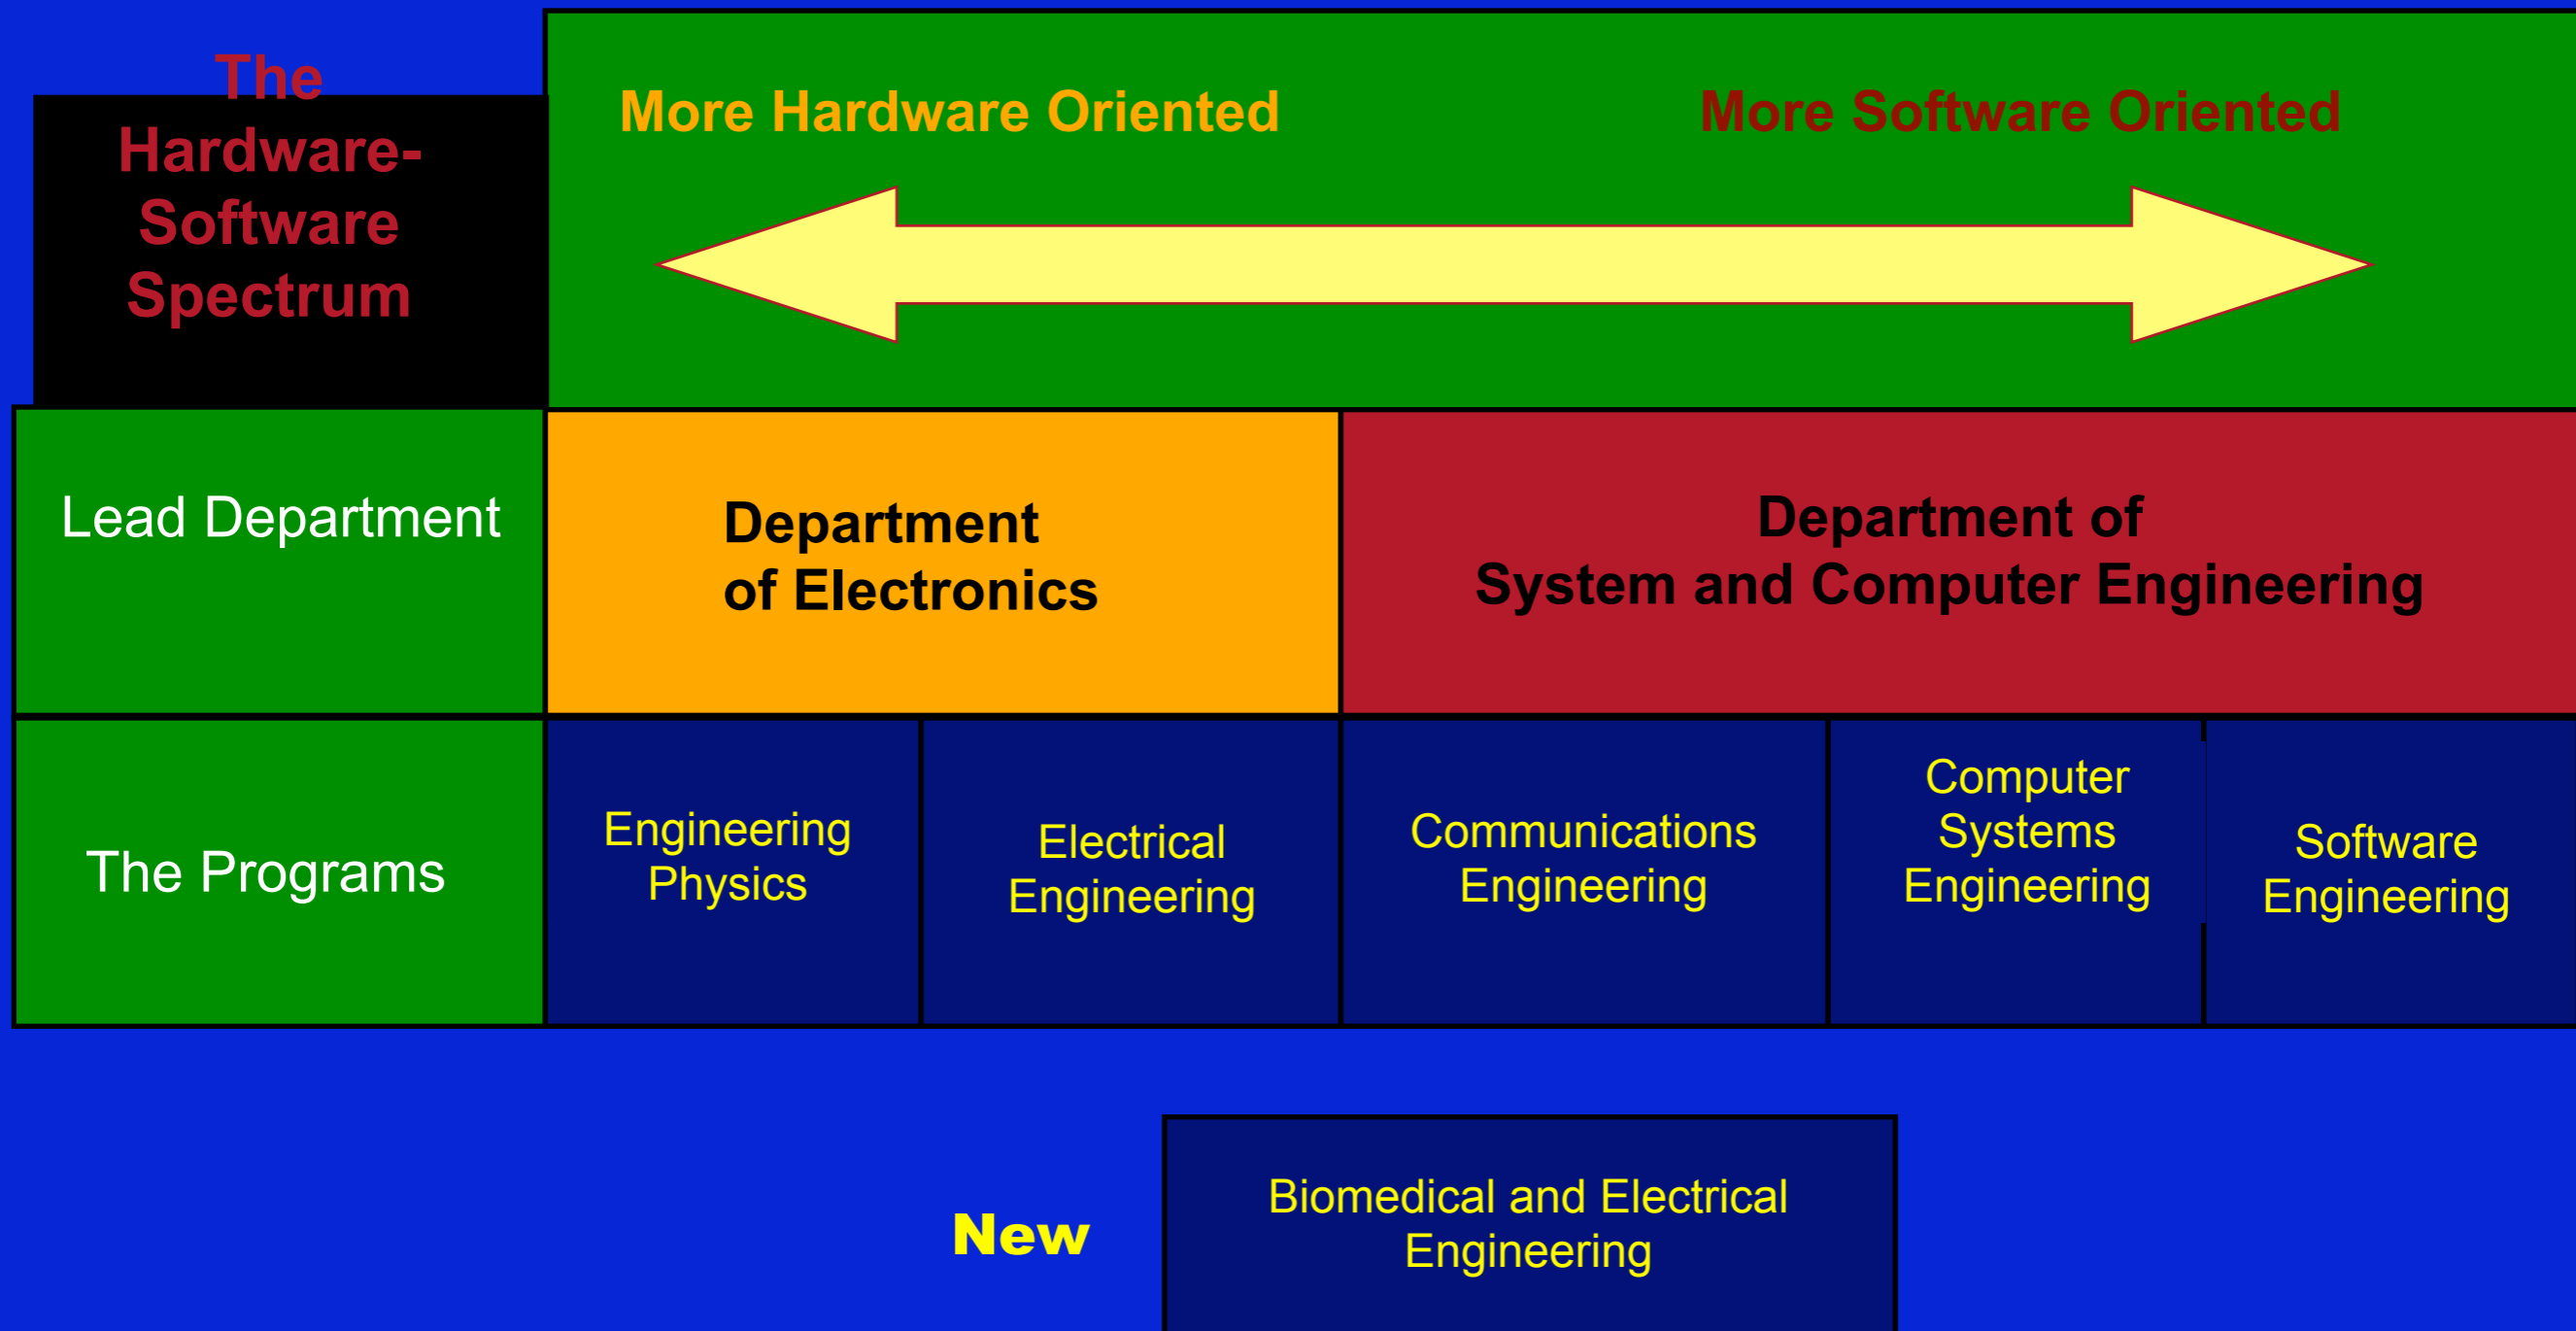 The
Hardware-
Software
Spectrum
More Hardware Oriented
More Software Oriented
Lead Department
Department
of Electronics
Department of
System and Computer Engineering
The Programs
Engineering
Physics
Electrical
Engineering
Communications
Engineering
Computer
Systems
Engineering
Software
Engineering
New
Biomedical and Electrical
Engineering